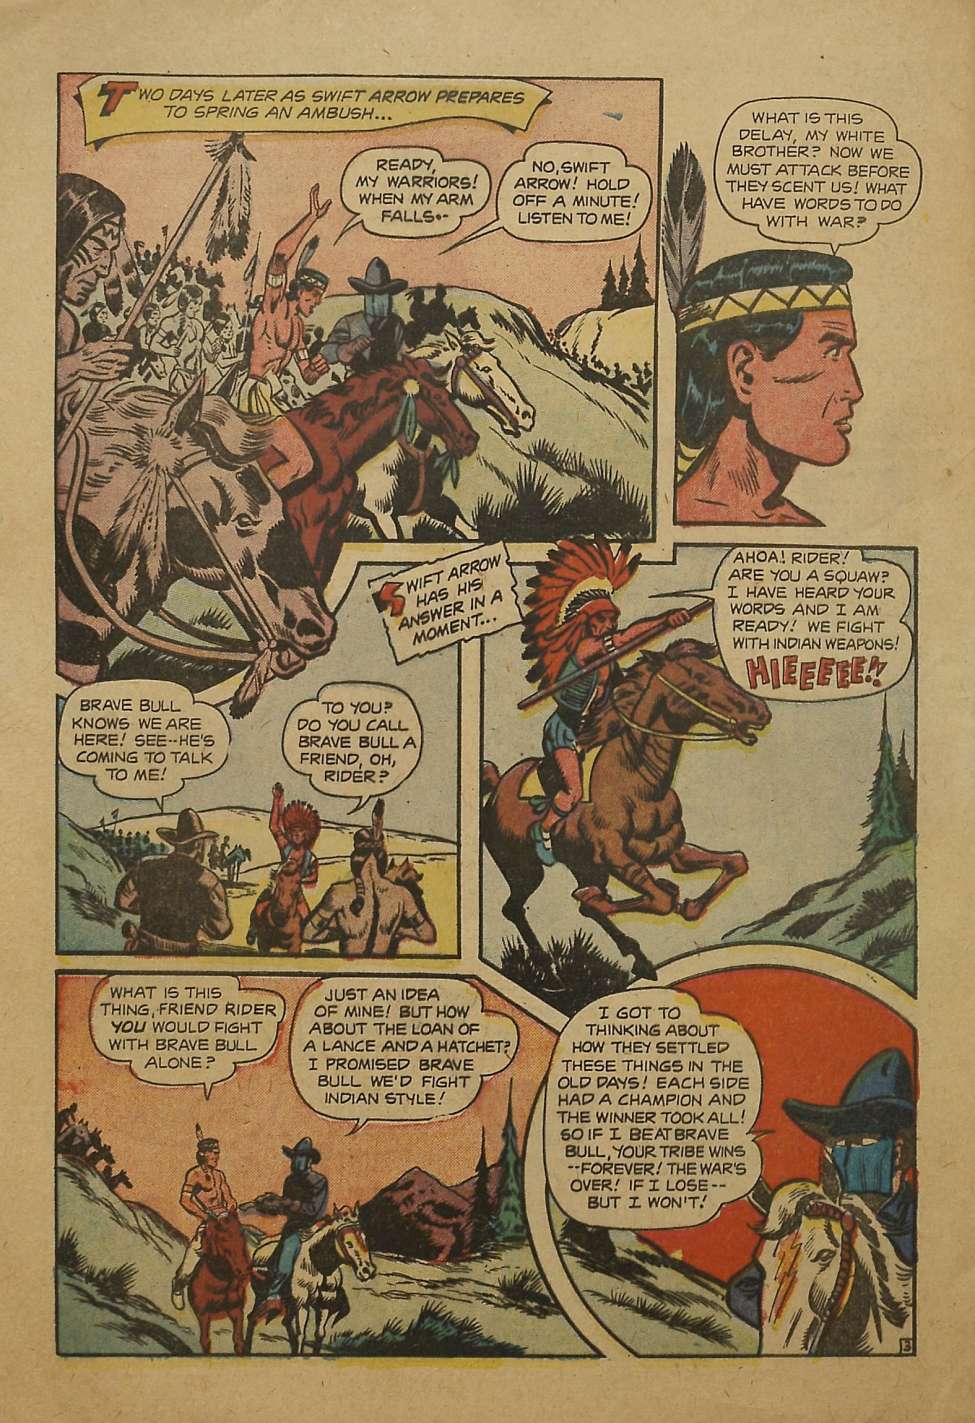 TWO DAYS LATER AS SWIFT ARROW PREPARES
TO SPRING AN AMBUSH...
READY,
MY WARRIORS!
WHEN MY ARM
FALLS--
NO, SWIFT
ARROW! HOLD
OFF A MINUTE!
LISTEN TO ME!
WHAT IS THIS
DELAY, MY WHITE
BROTHER? NOW WE
MUST ATTACK BEFORE
THEY SCENT US! WHAT
HAVE WORDS TO DO
WITH WAR?
SWIFT ARROW
HAS HIS
ANSWER IN A
MOMENT...
BRAVE BULL
KNOWS WE ARE
HERE! SEE--HE'S
COMING TO TALK
TO ME!
TO YOU?
DO YOU CALL
BRAVE BULL A
FRIEND, OH,
RIDER?
AHOA! RIDER!
ARE YOU A SQUAW?
I HAVE HEARD YOUR
WORDS AND I AM
READY! WE FIGHT
WITH INDIAN WEAPONS!
HIEEEEEE!!
WHAT IS THIS
THING, FRIEND RIDER
YOU WOULD FIGHT
WITH BRAVE BULL
ALONE?
JUST AN IDEA
OF MINE! BUT HOW
ABOUT THE LOAN OF
A LANCE AND A HATCHET?
I PROMISED BRAVE
BULL WE'D FIGHT
INDIAN STYLE!
I GOT TO
THINKING ABOUT
HOW THEY SETTLED
THESE THINGS IN THE
OLD DAYS! EACH SIDE
HAD A CHAMPION AND
THE WINNER TOOK ALL!
SO IF I BEAT BRAVE
BULL, YOUR TRIBE WINS
--FOREVER! THE WAR'S
OVER! IF I LOSE--
BUT I WON'T!
3